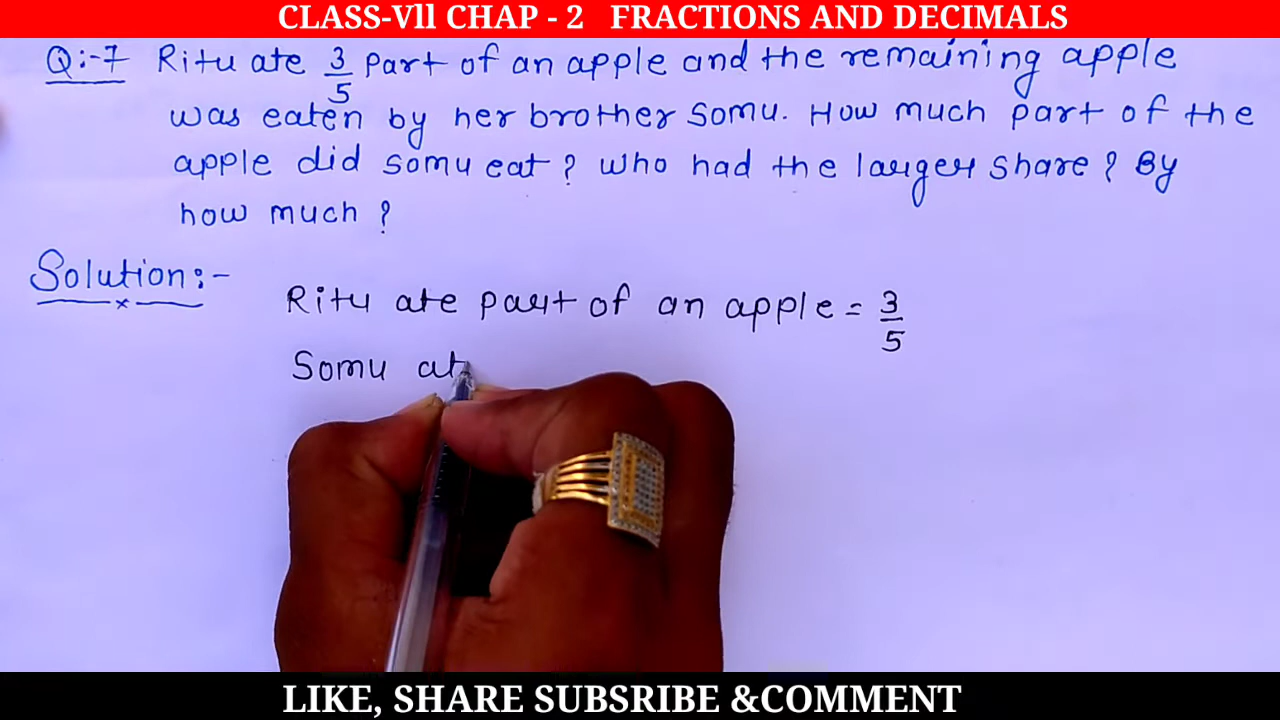 CLASS-Vll CHAP - 2 FRACTIONS AND DECIMALS
Q:-7 Ritu ate 3/5 part of an apple and the remaining apple
was eaten by her brother Somu. How much part of the
apple did somu eat ? Who had the larger share ? By
how much ?
Solution:-
Ritu ate part of an apple = 3/5
Somu at
LIKE, SHARE SUBSRIBE &COMMENT